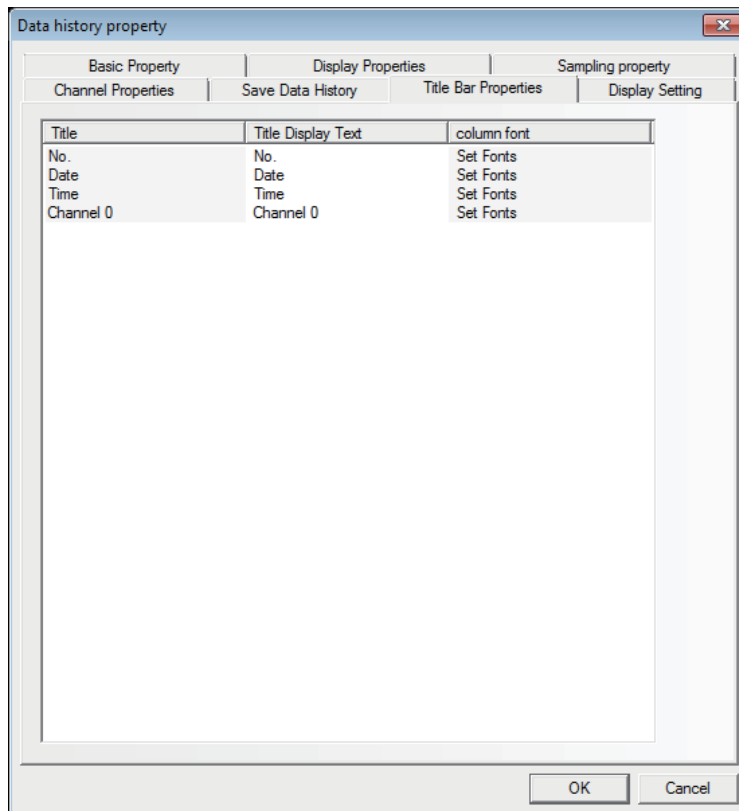 Data history property
Basic Property Display Properties Sampling property
Channel Properties Save Data History Title Bar Properties Display Setting
Title Title Display Text column font
No. No. Set Fonts
Date Date Set Fonts
Time Time Set Fonts
Channel 0 Channel 0 Set Fonts
OK Cancel